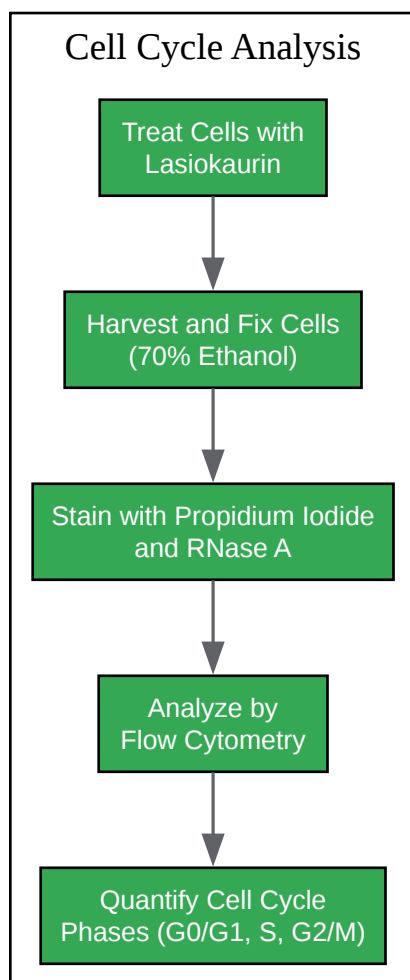 Cell Cycle Analysis
Treat Cells with
Lasiokaurin
Harvest and Fix Cells
(70% Ethanol)
Stain with Propidium Iodide
and RNase A
Analyze by
Flow Cytometry
Quantify Cell Cycle
Phases (G0/G1, S, G2/M)